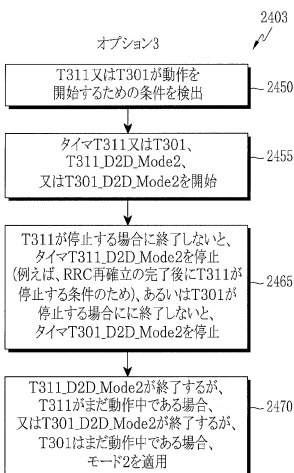 2403
オプション3
T311又はT301が動作を
開始するための条件を検出
2450
タイマT311又はT301、
T311_D2D_Mode2、
又はT301_D2D_Mode2を開始
2455
T311が停止する場合に終了しないと、
タイマT311_D2D_Mode2を停止
(例えば、RRC再確立の完了後にT311が
停止する条件のため)、あるいはT301が
停止する場合にに終了しないと、
タイマT301_D2D_Mode2を停止
2465
T311_D2D_Mode2が終了するが、
T311がまだ動作中である場合、
又はT301_D2D_Mode2が終了するが、
T301はまだ動作中である場合、
モード2を適用
2470